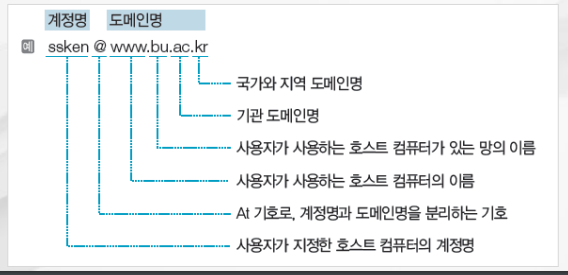 계정명 도메인명
예 ssken @ www.bu.ac.kr
국가와 지역 도메인명
기관 도메인명
사용자가 사용하는 호스트 컴퓨터가 있는 망의 이름
사용자가 사용하는 호스트 컴퓨터의 이름
At 기호로, 계정명과 도메인명을 분리하는 기호
사용자가 지정한 호스트 컴퓨터의 계정명